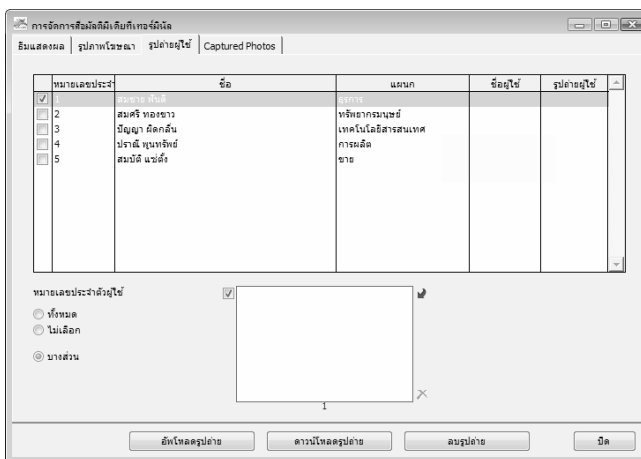 การจัดการสื่อมัลติมีเดียที่เทอร์มินัล
ธีมแสดงผล รูปภาพโฆษณา รูปถ่ายผู้ใช้ Captured Photos
หมายเลขประจำ ชื่อ แผนก ชื่อผู้ใช้ รูปถ่ายผู้ใช้
1 สมชาย พันดี ธุรการ
2 สมศรี ทองขาว ทรัพยากรมนุษย์
3 ปัญญา ผิดกลิ่น เทคโนโลยีสารสนเทศ
4 ปราณี พูนทรัพย์ การผลิต
5 สมบัติ แซ่ตั้ง ขาย
หมายเลขประจำตัวผู้ใช้
ทั้งหมด
ไม่เลือก
บางส่วน
1
อัพโหลดรูปถ่าย ดาวน์โหลดรูปถ่าย ลบรูปถ่าย ปิด